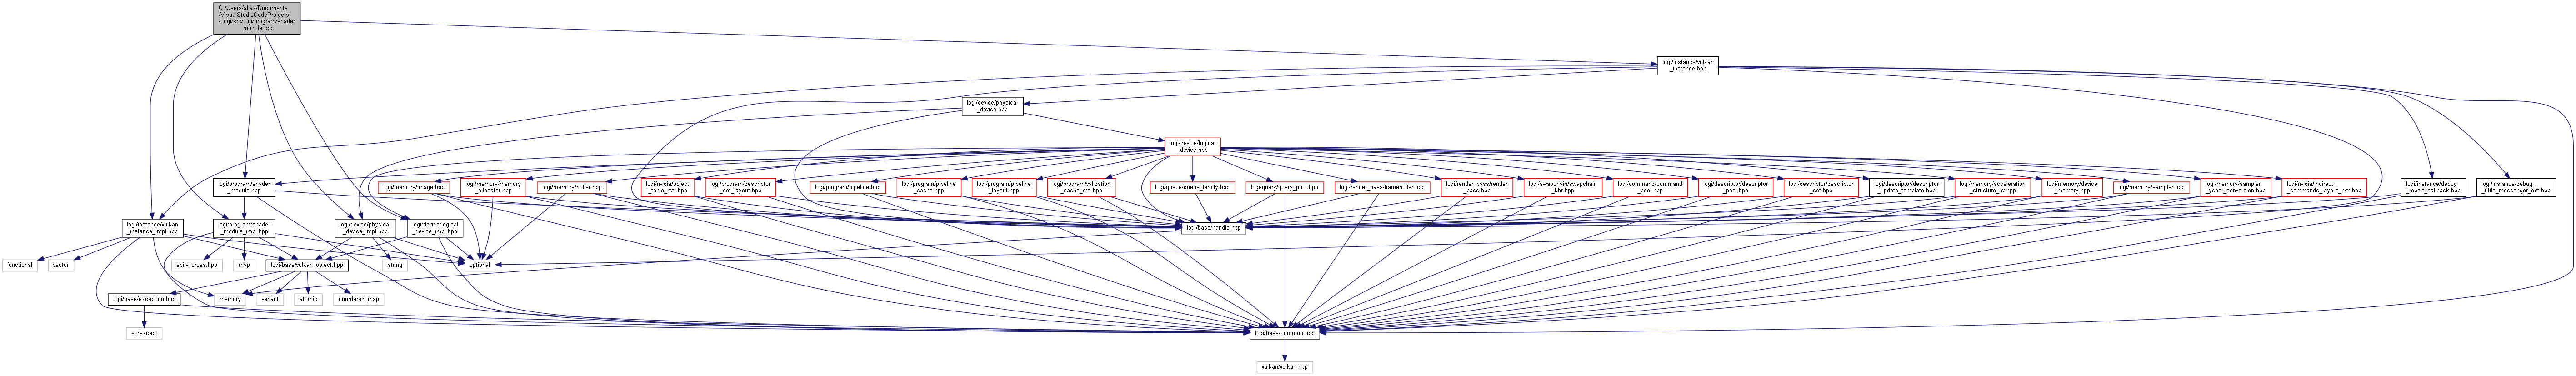 C:/Users/aljaz/Documents
/VisualStudioCodeProjects
/Logi/src/logi/program/shader
_module.cpp
logi/instance/vulkan
_instance.hpp
logi/device/physical
_device.hpp
logi/device/logical
_device.hpp
logi/program/shader
_module.hpp
logi/memory/image.hpp
logi/memory/memory
_allocator.hpp
logi/memory/buffer.hpp
logi/nvidia/object
_table_nvx.hpp
logi/program/descriptor
_set_layout.hpp
logi/program/pipeline.hpp
logi/program/pipeline
_cache.hpp
logi/program/pipeline
_layout.hpp
logi/program/validation
_cache_ext.hpp
logi/queue/queue_family.hpp
logi/query/query_pool.hpp
logi/render_pass/framebuffer.hpp
logi/render_pass/render
_pass.hpp
logi/swapchain/swapchain
_khr.hpp
logi/command/command
_pool.hpp
logi/descriptor/descriptor
_pool.hpp
logi/descriptor/descriptor
_set.hpp
logi/descriptor/descriptor
_update_template.hpp
logi/memory/acceleration
_structure_nv.hpp
logi/memory/device
_memory.hpp
logi/memory/sampler.hpp
logi/memory/sampler
_ycbcr_conversion.hpp
logi/nvidia/indirect
_commands_layout_nvx.hpp
logi/instance/debug
_report_callback.hpp
logi/instance/debug
_utils_messenger_ext.hpp
logi/instance/vulkan
_instance_impl.hpp
logi/program/shader
_module_impl.hpp
logi/device/physical
_device_impl.hpp
logi/device/logical
_device_impl.hpp
logi/base/handle.hpp
functional
vector
spirv_cross.hpp
map
logi/base/vulkan_object.hpp
string
optional
logi/base/exception.hpp
memory
variant
atomic
unordered_map
stdexcept
logi/base/common.hpp
vulkan/vulkan.hpp